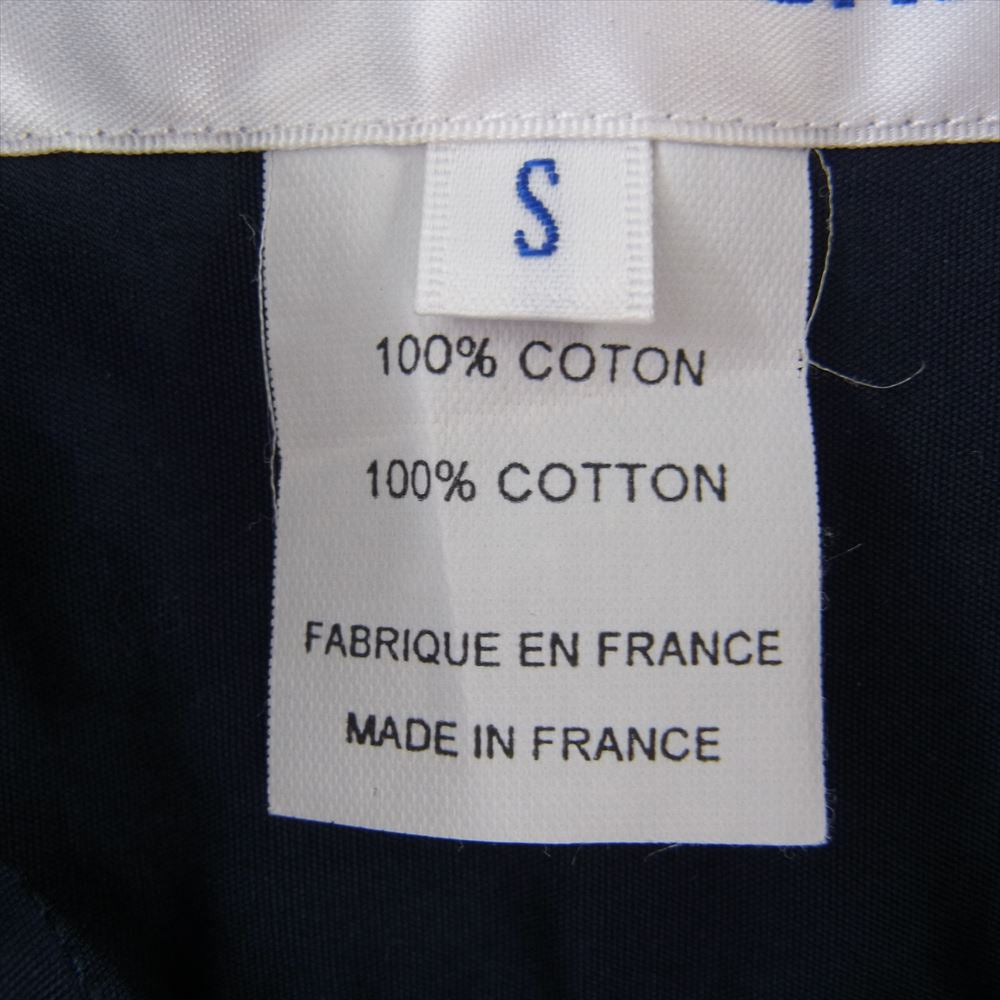 S
100% COTON
100% COTTON
FABRIQUE EN FRANCE
MADE IN FRANCE